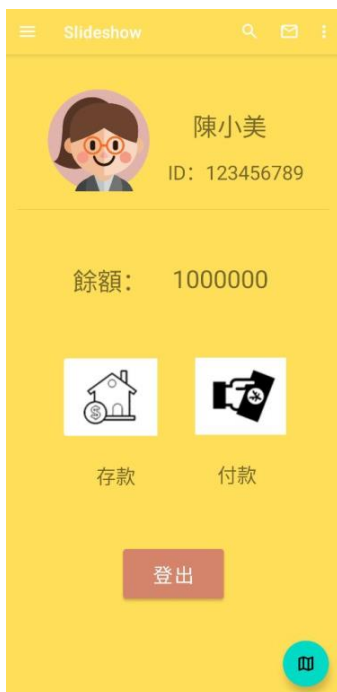 Slideshow
陳小美
ID：123456789
餘額： 1000000
存款 付款
登出